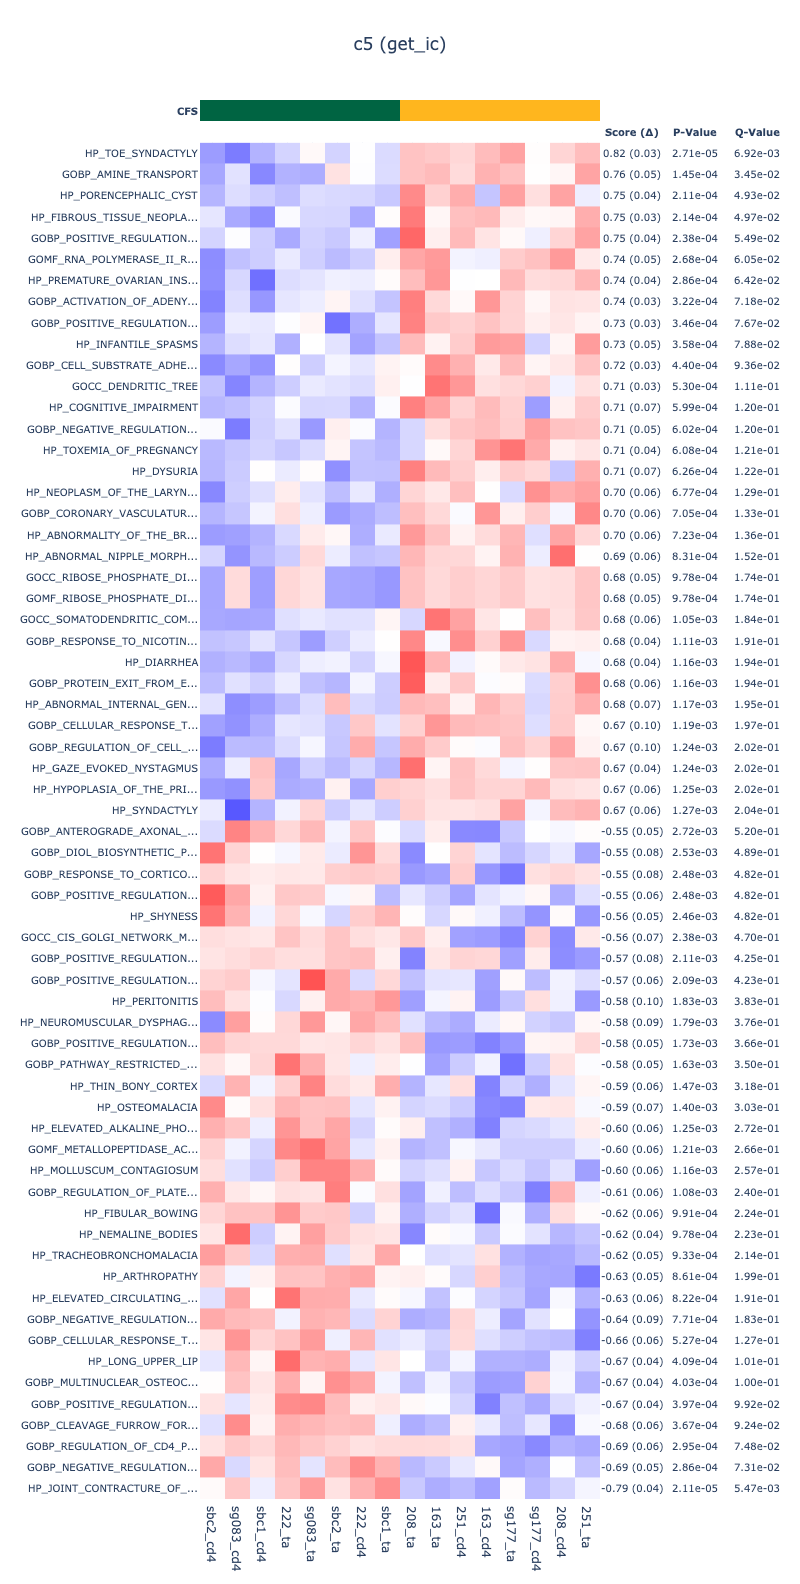 c5 (get_ic)
CFS
Score (Δ) P-Value Q-Value
HP_TOE_SYNDACTYLY 0.82 (0.03) 2.71e-05 6.92e-03
GOBP_AMINE_TRANSPORT 0.76 (0.05) 1.45e-04 3.45e-02
HP_PORENCEPHALIC_CYST 0.75 (0.04) 2.11e-04 4.93e-02
HP_FIBROUS_TISSUE_NEOPLA... 0.75 (0.03) 2.14e-04 4.97e-02
GOBP_POSITIVE_REGULATION... 0.75 (0.04) 2.38e-04 5.49e-02
GOMF_RNA_POLYMERASE_II_R... 0.74 (0.05) 2.68e-04 6.05e-02
HP_PREMATURE_OVARIAN_INS... 0.74 (0.04) 2.86e-04 6.42e-02
GOBP_ACTIVATION_OF_ADENY... 0.74 (0.03) 3.22e-04 7.18e-02
GOBP_POSITIVE_REGULATION... 0.73 (0.03) 3.46e-04 7.67e-02
HP_INFANTILE_SPASMS 0.73 (0.05) 3.58e-04 7.88e-02
GOBP_CELL_SUBSTRATE_ADHE... 0.72 (0.03) 4.40e-04 9.36e-02
GOCC_DENDRITIC_TREE 0.71 (0.03) 5.30e-04 1.11e-01
HP_COGNITIVE_IMPAIRMENT 0.71 (0.07) 5.99e-04 1.20e-01
GOBP_NEGATIVE_REGULATION... 0.71 (0.05) 6.02e-04 1.20e-01
HP_TOXEMIA_OF_PREGNANCY 0.71 (0.04) 6.08e-04 1.21e-01
HP_DYSURIA 0.71 (0.07) 6.26e-04 1.22e-01
HP_NEOPLASM_OF_THE_LARYN... 0.70 (0.06) 6.77e-04 1.29e-01
GOBP_CORONARY_VASCULATUR... 0.70 (0.06) 7.05e-04 1.33e-01
HP_ABNORMALITY_OF_THE_BR... 0.70 (0.06) 7.23e-04 1.36e-01
HP_ABNORMAL_NIPPLE_MORPH... 0.69 (0.06) 8.31e-04 1.52e-01
GOCC_RIBOSE_PHOSPHATE_DI... 0.68 (0.05) 9.78e-04 1.74e-01
GOMF_RIBOSE_PHOSPHATE_DI... 0.68 (0.05) 9.78e-04 1.74e-01
GOCC_SOMATODENDRITIC_COM... 0.68 (0.06) 1.05e-03 1.84e-01
GOBP_RESPONSE_TO_NICOTIN... 0.68 (0.04) 1.11e-03 1.91e-01
HP_DIARRHEA 0.68 (0.04) 1.16e-03 1.94e-01
GOBP_PROTEIN_EXIT_FROM_E... 0.68 (0.06) 1.16e-03 1.94e-01
HP_ABNORMAL_INTERNAL_GEN... 0.68 (0.07) 1.17e-03 1.95e-01
GOBP_CELLULAR_RESPONSE_T... 0.67 (0.10) 1.19e-03 1.97e-01
GOBP_REGULATION_OF_CELL_... 0.67 (0.10) 1.24e-03 2.02e-01
HP_GAZE_EVOKED_NYSTAGMUS 0.67 (0.04) 1.24e-03 2.02e-01
HP_HYPOPLASIA_OF_THE_PRI... 0.67 (0.06) 1.25e-03 2.02e-01
HP_SYNDACTYLY 0.67 (0.06) 1.27e-03 2.04e-01
GOBP_ANTEROGRADE_AXONAL_... -0.55 (0.05) 2.72e-03 5.20e-01
GOBP_DIOL_BIOSYNTHETIC_P... -0.55 (0.08) 2.53e-03 4.89e-01
GOBP_RESPONSE_TO_CORTICO... -0.55 (0.08) 2.48e-03 4.82e-01
GOBP_POSITIVE_REGULATION... -0.55 (0.06) 2.48e-03 4.82e-01
HP_SHYNESS -0.56 (0.05) 2.46e-03 4.82e-01
GOCC_CIS_GOLGI_NETWORK_M... -0.56 (0.07) 2.38e-03 4.70e-01
GOBP_POSITIVE_REGULATION... -0.57 (0.08) 2.11e-03 4.25e-01
GOBP_POSITIVE_REGULATION... -0.57 (0.06) 2.09e-03 4.23e-01
HP_PERITONITIS -0.58 (0.10) 1.83e-03 3.83e-01
HP_NEUROMUSCULAR_DYSPHAG... -0.58 (0.09) 1.79e-03 3.76e-01
GOBP_POSITIVE_REGULATION... -0.58 (0.05) 1.73e-03 3.66e-01
GOBP_PATHWAY_RESTRICTED_... -0.58 (0.05) 1.63e-03 3.50e-01
HP_THIN_BONY_CORTEX -0.59 (0.06) 1.47e-03 3.18e-01
HP_OSTEOMALACIA -0.59 (0.07) 1.40e-03 3.03e-01
HP_ELEVATED_ALKALINE_PHO... -0.60 (0.06) 1.25e-03 2.72e-01
GOMF_METALLOPEPTIDASE_AC... -0.60 (0.06) 1.21e-03 2.66e-01
HP_MOLLUSCUM_CONTAGIOSUM -0.60 (0.06) 1.16e-03 2.57e-01
GOBP_REGULATION_OF_PLATE... -0.61 (0.06) 1.08e-03 2.40e-01
HP_FIBULAR_BOWING -0.62 (0.06) 9.91e-04 2.24e-01
HP_NEMALINE_BODIES -0.62 (0.04) 9.78e-04 2.23e-01
HP_TRACHEOBRONCHOMALACIA -0.62 (0.05) 9.33e-04 2.14e-01
HP_ARTHROPATHY -0.63 (0.05) 8.61e-04 1.99e-01
HP_ELEVATED_CIRCULATING_... -0.63 (0.06) 8.22e-04 1.91e-01
GOBP_NEGATIVE_REGULATION... -0.64 (0.09) 7.71e-04 1.83e-01
GOBP_CELLULAR_RESPONSE_T... -0.66 (0.06) 5.27e-04 1.27e-01
HP_LONG_UPPER_LIP -0.67 (0.04) 4.09e-04 1.01e-01
GOBP_MULTINUCLEAR_OSTEOC... -0.67 (0.04) 4.03e-04 1.00e-01
GOBP_POSITIVE_REGULATION... -0.67 (0.04) 3.97e-04 9.92e-02
GOBP_CLEAVAGE_FURROW_FOR... -0.68 (0.06) 3.67e-04 9.24e-02
GOBP_REGULATION_OF_CD4_P... -0.69 (0.06) 2.95e-04 7.48e-02
GOBP_NEGATIVE_REGULATION... -0.69 (0.05) 2.86e-04 7.31e-02
HP_JOINT_CONTRACTURE_OF_... -0.79 (0.04) 2.11e-05 5.47e-03
sbc2_cd4 sg083_cd4 sbc1_cd4 222_ta sg083_ta sbc2_ta 222_cd4 sbc1_ta 208_ta 163_ta 251_cd4 163_cd4 sg177_ta sg177_cd4 208_cd4 251_ta